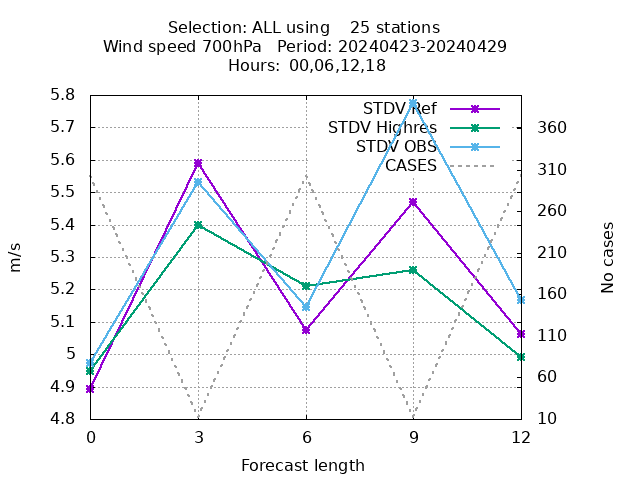 Selection: ALL using    25 stations
Wind speed 700hPa   Period: 20240423-20240429
Hours: 00,06,12,18
STDV Ref
STDV Highres
STDV OBS
CASES
5.8
5.7
5.6
5.5
5.4
5.3
5.2
5.1
5
4.9
4.8
m/s
360
310
260
210
160
110
60
10
No cases
0
3
6
9
12
Forecast length